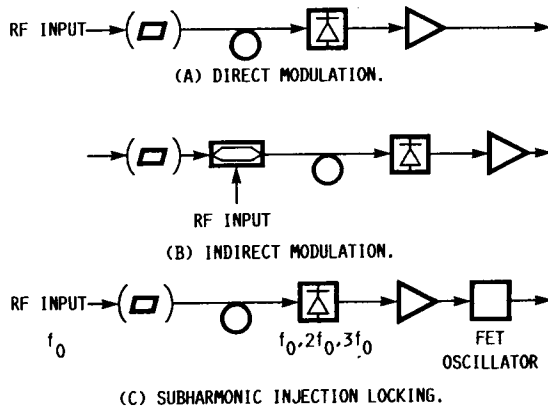 RF INPUT
(A) DIRECT MODULATION.
RF INPUT
(B) INDIRECT MODULATION.
RF INPUT
f0
f0,2f0,3f0
FET
OSCILLATOR
(C) SUBHARMONIC INJECTION LOCKING.